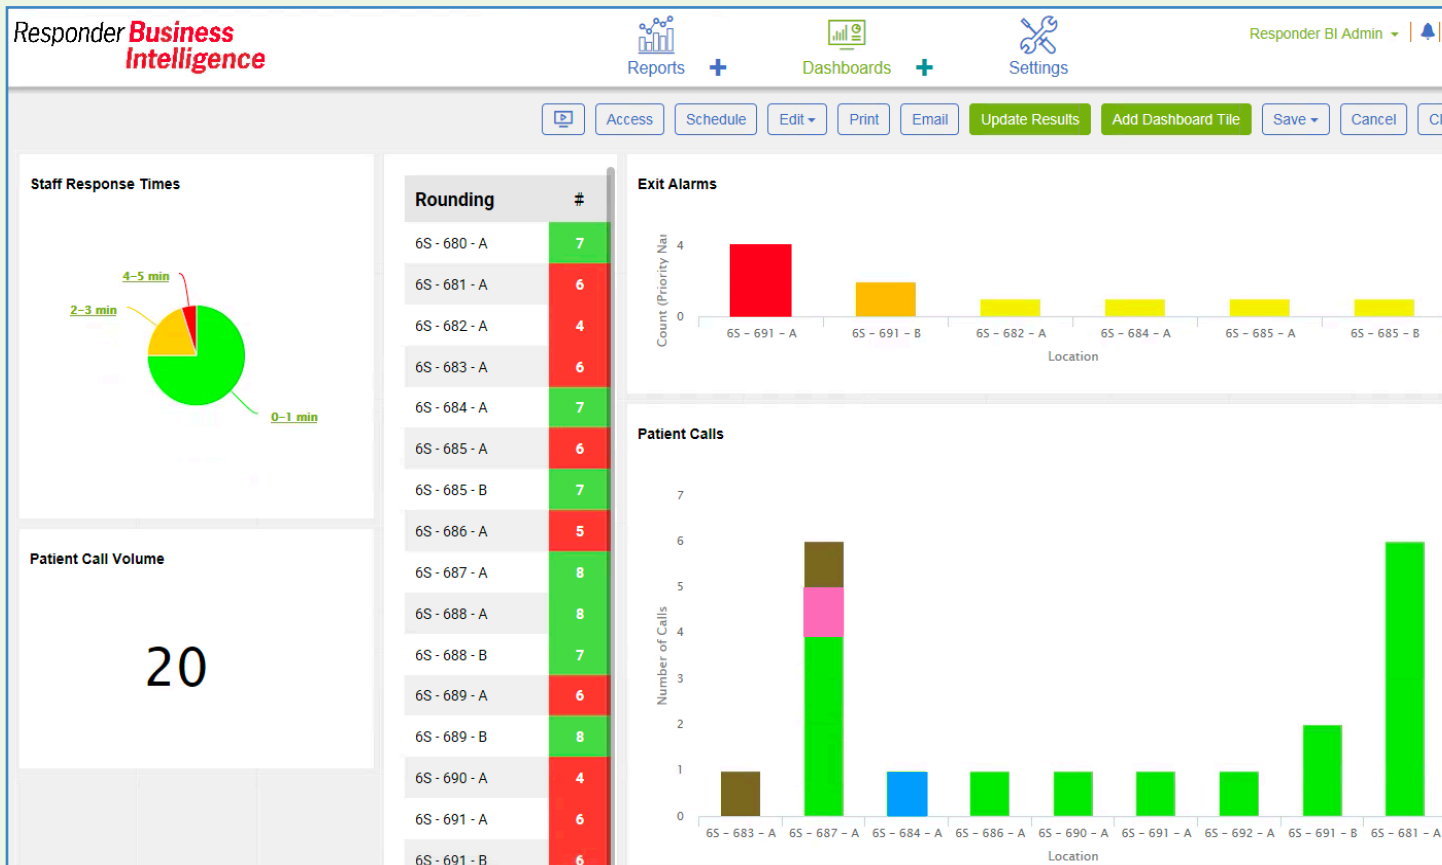 Responder Business
Intelligence
Reports
Dashboards
Settings
Responder BI Admin
Access
Schedule
Edit
Print
Email
Update Results
Add Dashboard Tile
Save
Cancel
Staff Response Times
4-5 min
2-3 min
0-1 min
Patient Call Volume
20
Rounding #
6S - 680 - A 7
6S - 681 - A 6
6S - 682 - A 4
6S - 683 - A 6
6S - 684 - A 7
6S - 685 - A 6
6S - 685 - B 7
6S - 686 - A 5
6S - 687 - A 8
6S - 688 - A 8
6S - 688 - B 7
6S - 689 - A 6
6S - 689 - B 8
6S - 690 - A 4
6S - 691 - A 6
6S - 691 - B 6
Exit Alarms
Count (Priority Nar
4
0
6S - 691 - A 6S - 691 - B 6S - 682 - A 6S - 684 - A 6S - 685 - A 6S - 685 - B
Location
Patient Calls
Number of Calls
7
6
5
4
3
2
1
0
6S - 683 - A 6S - 687 - A 6S - 684 - A 6S - 686 - A 6S - 690 - A 6S - 691 - A 6S - 692 - A 6S - 691 - B 6S - 681 - A
Location